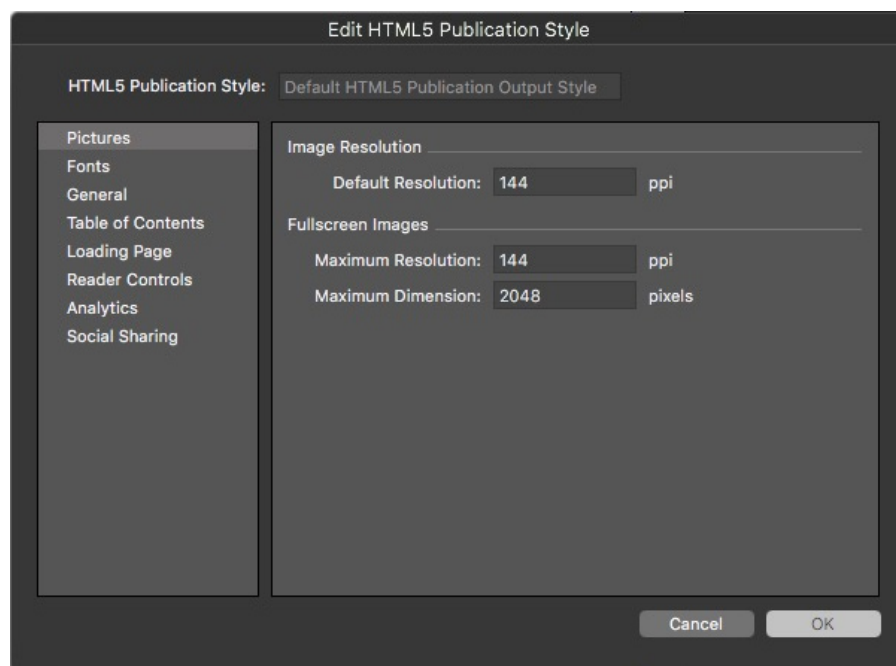 Edit HTML5 Publication Style
HTML5 Publication Style: Default HTML5 Publication Output Style
Pictures
Fonts
General
Table of Contents
Loading Page
Reader Controls
Analytics
Social Sharing
Image Resolution
Default Resolution: 144 ppi
Fullscreen Images
Maximum Resolution: 144 ppi
Maximum Dimension: 2048 pixels
Cancel OK